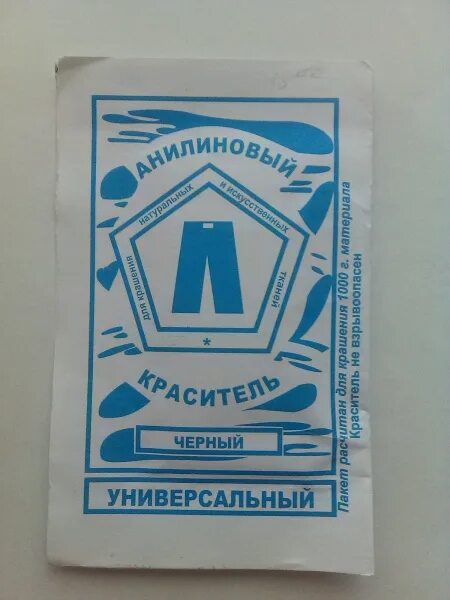 АНИЛИНОВЫЙ
для крашения натуральных и искусственных тканей
*
КРАСИТЕЛЬ
ЧЕРНЫЙ
УНИВЕРСАЛЬНЫЙ
Пакет расчитан для крашения 1000 г. материала
Краситель не взрывоопасен